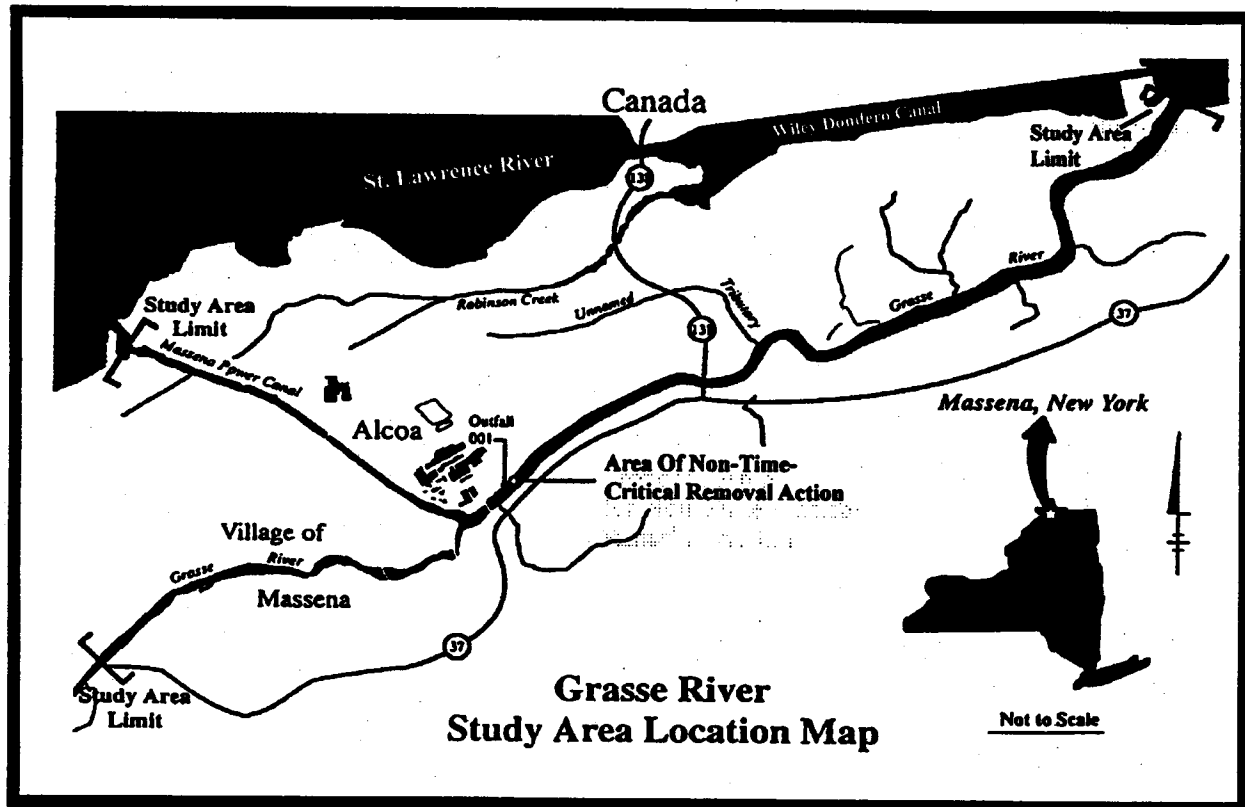 Canada
Wiley Dondero Canal
St. Lawrence River
Study Area
Limit
Study Area
Limit
Robinson Creek
Unnamed
Tributary
Grasse
River
37
Massena Power Canal
Massena, New York
Alcoa
Outfall
001
Area Of Non-Time-
Critical Removal Action
Village of
Grasse
River
Massena
37
Study Area
Limit
Grasse River
Study Area Location Map
Not to Scale